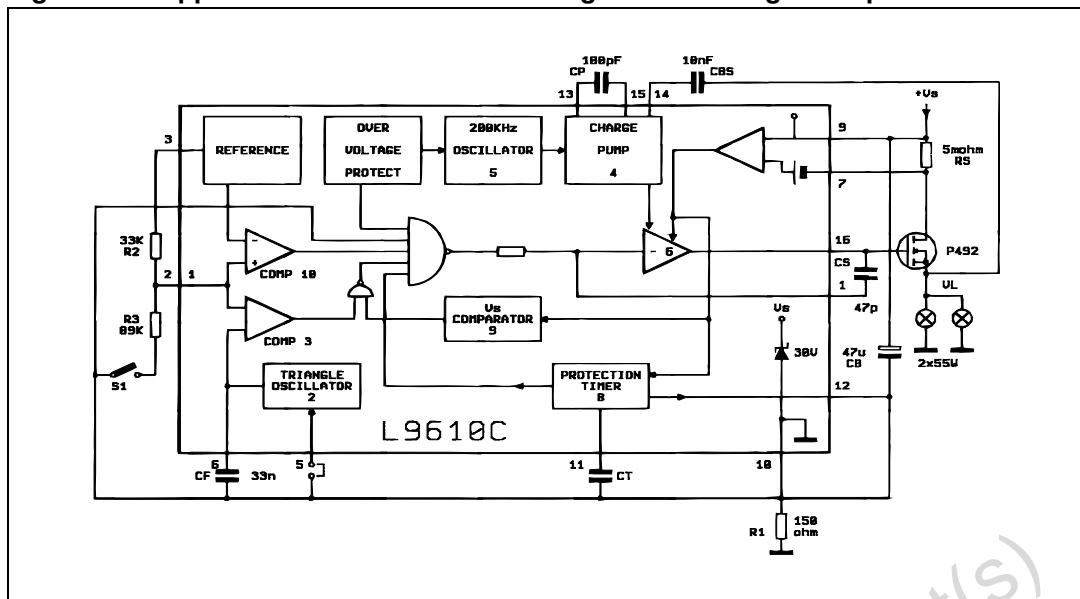 100pF
CP
10nF
CBS
13
15
14
+Vs
3
REFERENCE
OVER
VOLTAGE
PROTECT
200KHz
OSCILLATOR
5
CHARGE
PUMP
4
9
5mohm
RS
7
33K
R2
-
+
COMP 10
- 6
16
P492
CS
2
1
1
47p
VL
R3
89K
COMP 3
Vs
COMPARATOR
9
Vs
30V
47u
CB
2x55W
S1
TRIANGLE
OSCILLATOR
2
PROTECTION
TIMER
8
12
L9610C
6
CF
33n
5
11
CT
10
R1
150
ohm
t(s)